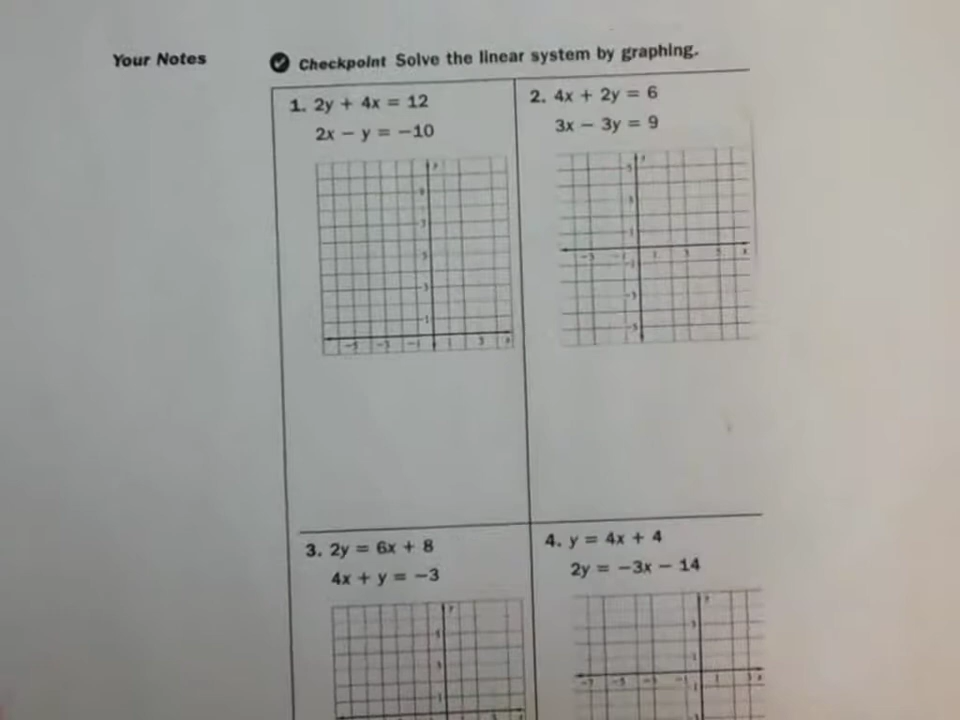 Your Notes
Checkpoint Solve the linear system by graphing.
1. 2y + 4x = 12
2x − y = −10
2. 4x + 2y = 6
3x − 3y = 9
3. 2y = 6x + 8
4x + y = −3
4. y = 4x + 4
2y = −3x − 14